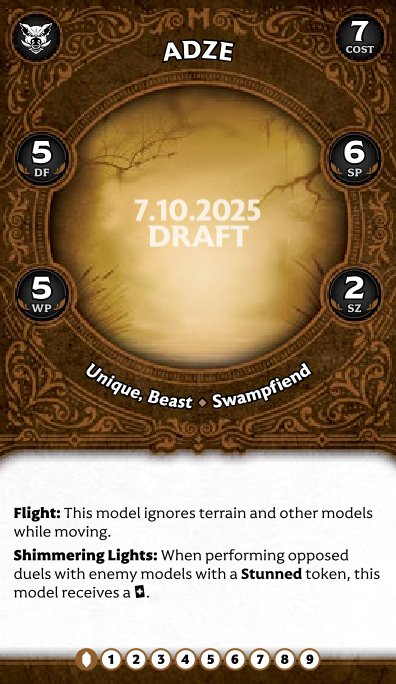 ADZE
7
COST
5
DF
6
SP
7.10.2025
DRAFT
5
WP
2
SZ
Unique, Beast ◆ Swampfiend
Flight: This model ignores terrain and other models
while moving.
Shimmering Lights: When performing opposed
duels with enemy models with a Stunned token, this
model receives a .
1 2 3 4 5 6 7 8 9